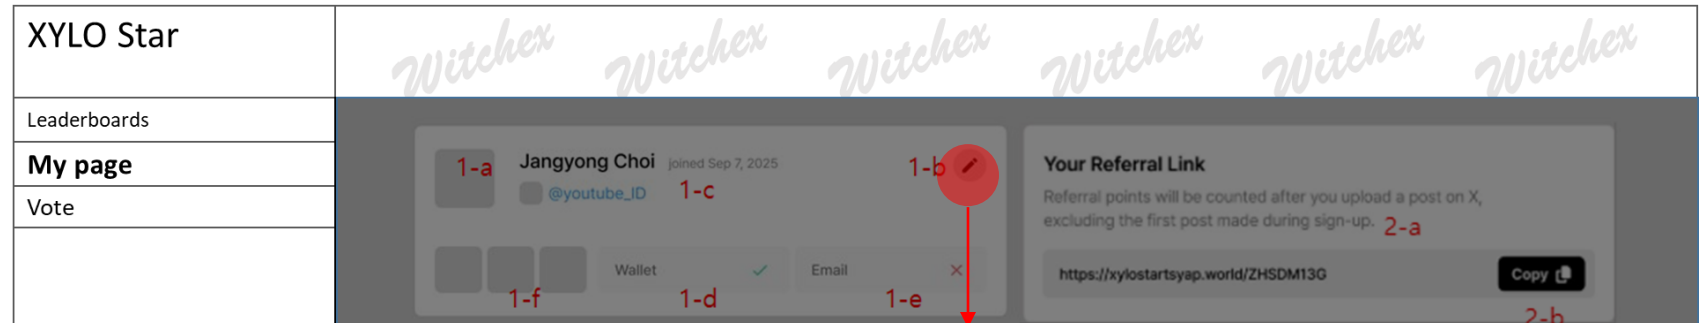 XYLO Star
Witchex Witchex Witchex Witchex Witchex Witchex
Leaderboards
My page
Vote
1-a
Jangyong Choi joined Sep 7, 2025
1-b
@youtube_ID
1-c
Wallet
Email
1-f
1-d
1-e
Your Referral Link
Referral points will be counted after you upload a post on X,
excluding the first post made during sign-up.
2-a
https://xylostartsyap.world/ZHSDM13G
Copy
2-b